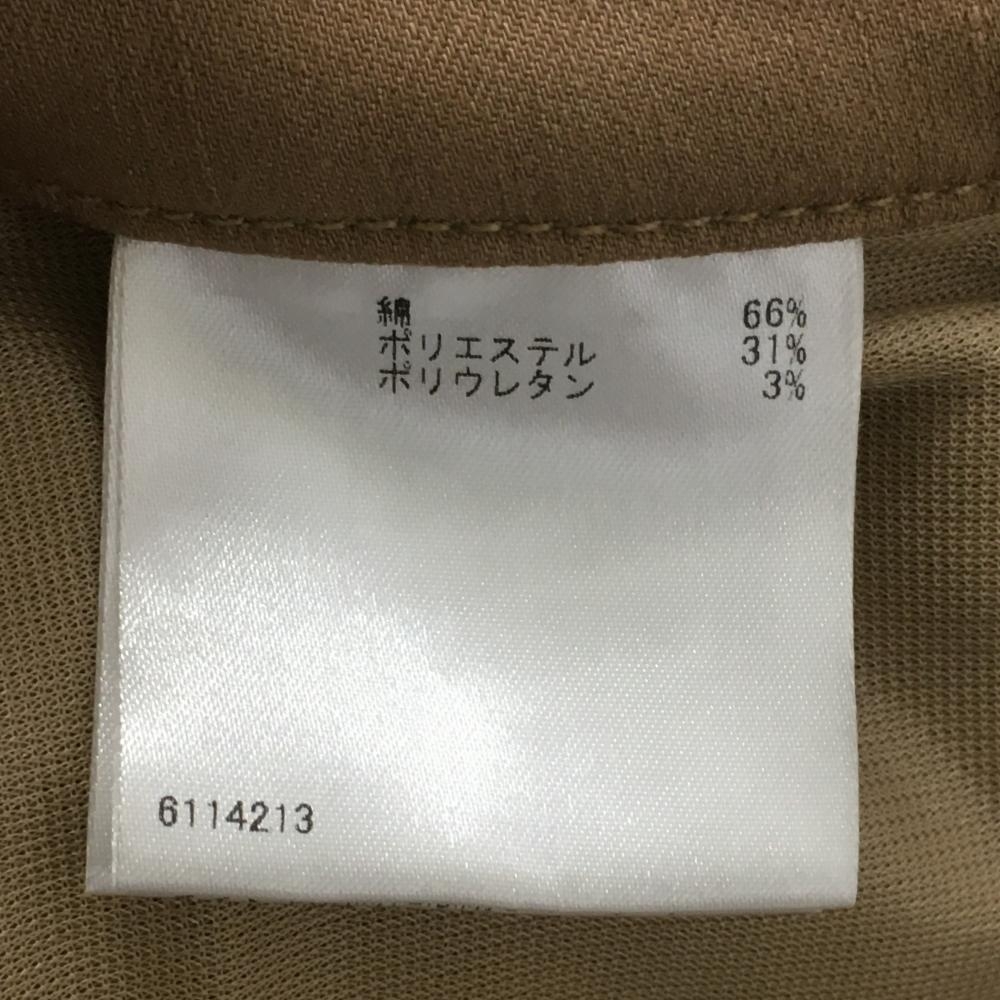 綿 66%
ポリエステル 31%
ポリウレタン 3%
6114213